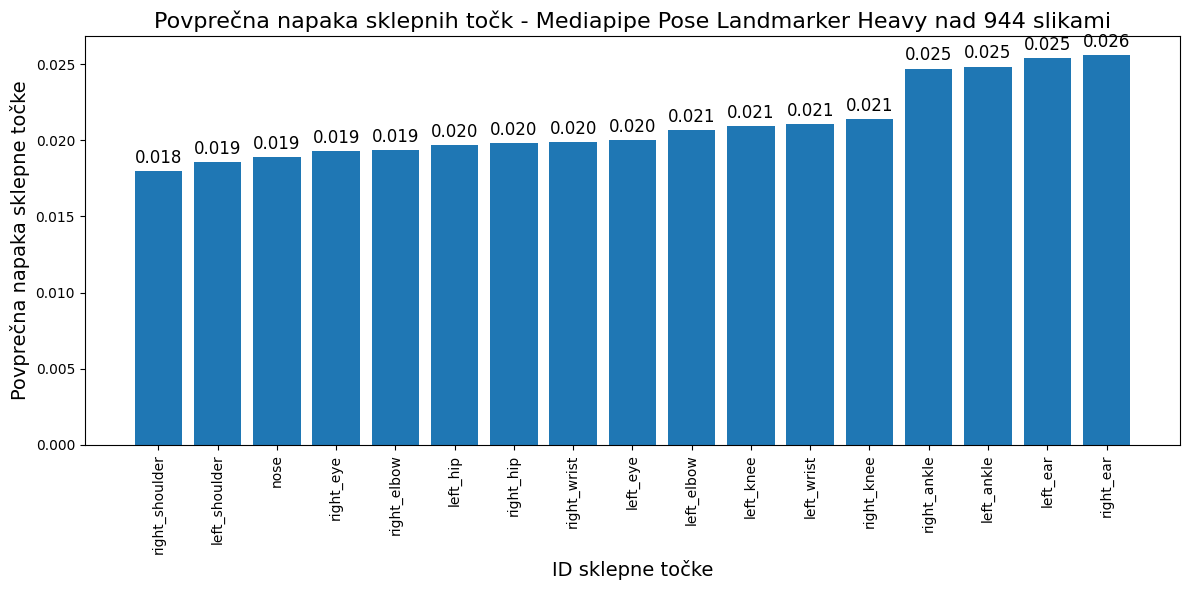 Povprečna napaka sklepnih točk - Mediapipe Pose Landmarker Heavy nad 944 slikami
Povprečna napaka sklepne točke
0.025
0.020
0.015
0.010
0.005
0.000
0.018
0.019
0.019
0.019
0.019
0.020
0.020
0.020
0.020
0.021
0.021
0.021
0.021
0.025
0.025
0.025
0.026
right_shoulder
left_shoulder
nose
right_eye
right_elbow
left_hip
right_hip
right_wrist
left_eye
left_elbow
left_knee
left_wrist
right_knee
right_ankle
left_ankle
left_ear
right_ear
ID sklepne točke